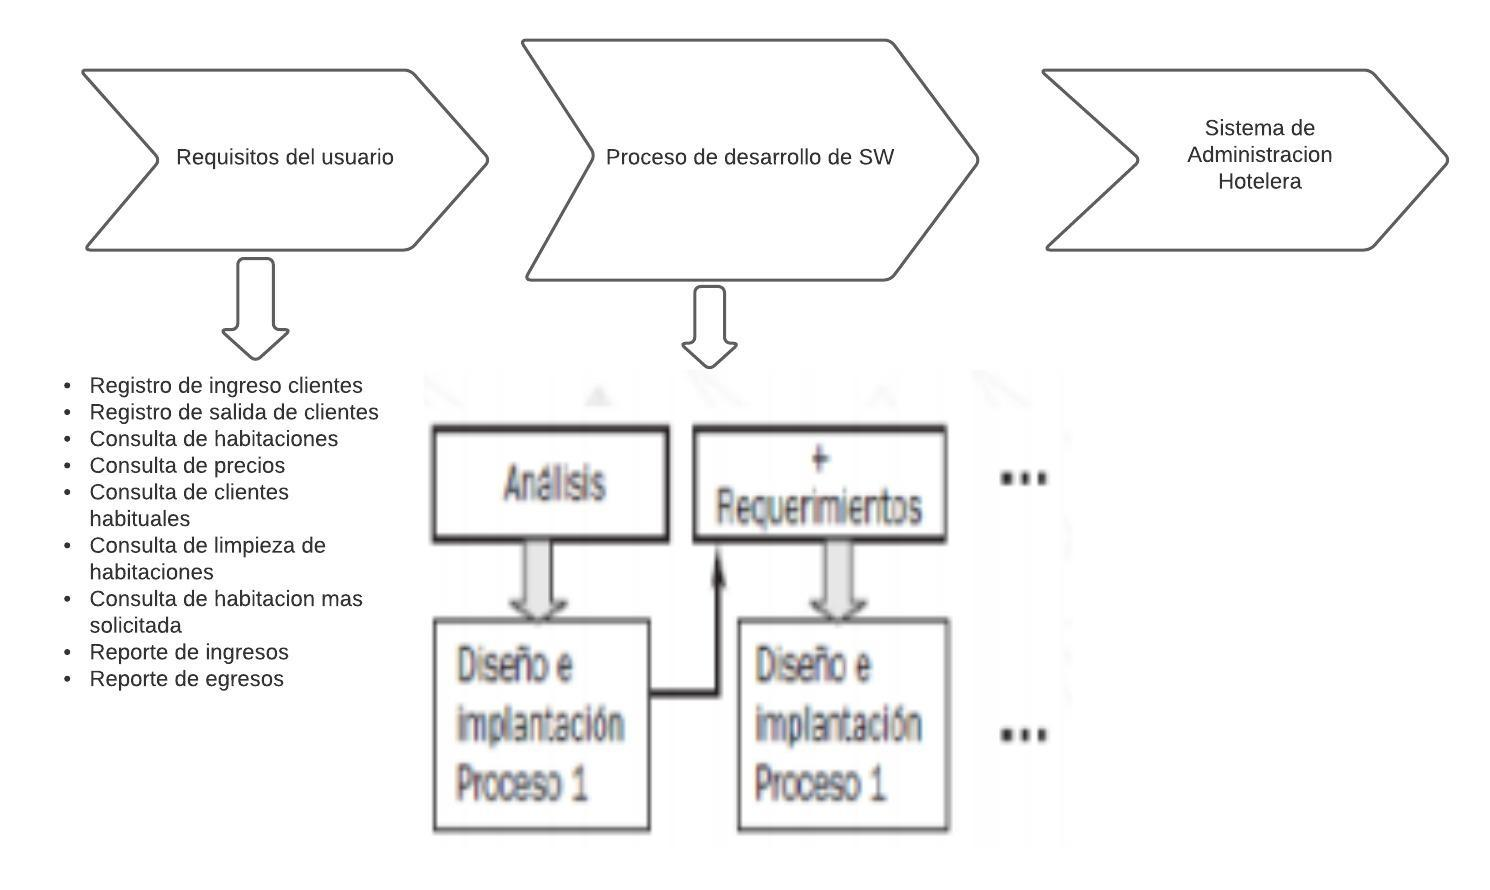 Requisitos del usuario
Proceso de desarrollo de SW
Sistema de
Administracion
Hotelera
• Registro de ingreso clientes
• Registro de salida de clientes
• Consulta de habitaciones
• Consulta de precios
• Consulta de clientes
habituales
• Consulta de limpieza de
habitaciones
• Consulta de habitacion mas
solicitada
• Reporte de ingresos
• Reporte de egresos
Análisis
+
Requerimientos
...
Diseño e
implantación
Proceso 1
Diseño e
implantación
Proceso 1
...